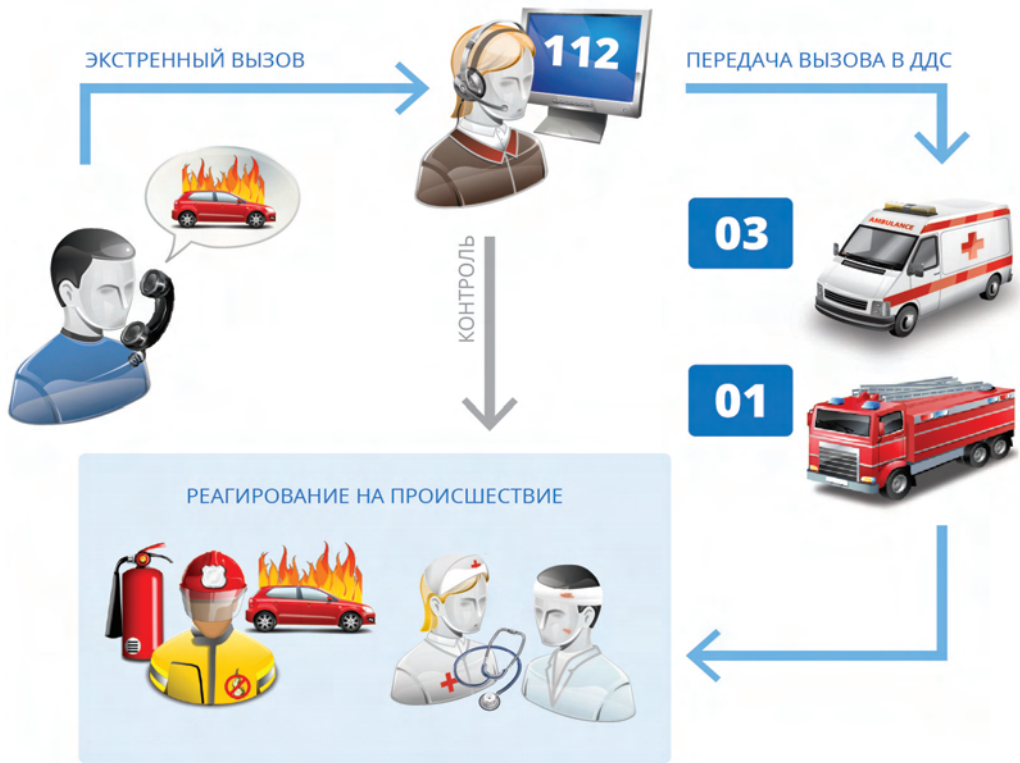 ЭКСТРЕННЫЙ ВЫЗОВ
112
ПЕРЕДАЧА ВЫЗОВА В ДДС
КОНТРОЛЬ
03
AMBULANCE
01
РЕАГИРОВАНИЕ НА ПРОИСШЕСТВИЕ